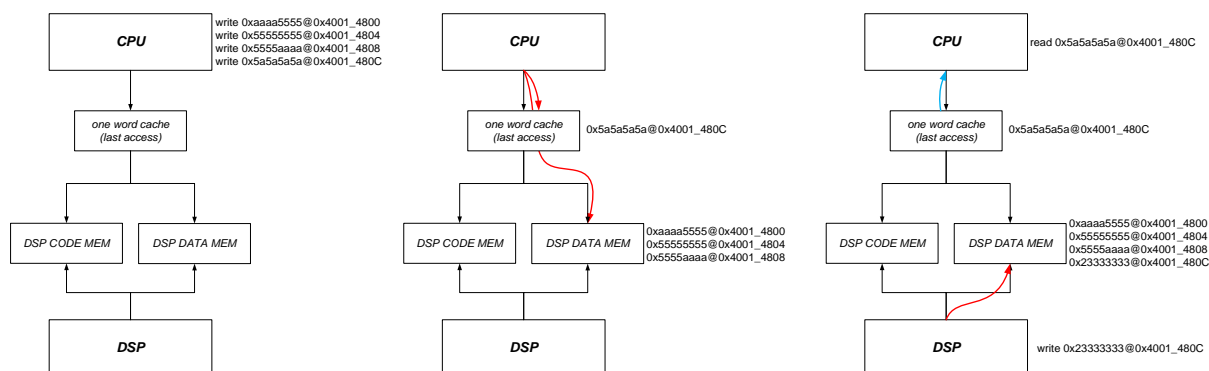 CPU
write 0xaaaa5555@0x4001_4800
write 0x55555555@0x4001_4804
write 0x5555aaaa@0x4001_4808
write 0x5a5a5a5a@0x4001_480C
one word cache
(last access)
DSP CODE MEM
DSP DATA MEM
DSP
CPU
one word cache
(last access)
0x5a5a5a5a@0x4001_480C
DSP CODE MEM
DSP DATA MEM
0xaaaa5555@0x4001_4800
0x55555555@0x4001_4804
0x5555aaaa@0x4001_4808
DSP
CPU
read 0x5a5a5a5a@0x4001_480C
one word cache
(last access)
0x5a5a5a5a@0x4001_480C
DSP CODE MEM
DSP DATA MEM
0xaaaa5555@0x4001_4800
0x55555555@0x4001_4804
0x5555aaaa@0x4001_4808
0x23333333@0x4001_480C
DSP
write 0x23333333@0x4001_480C